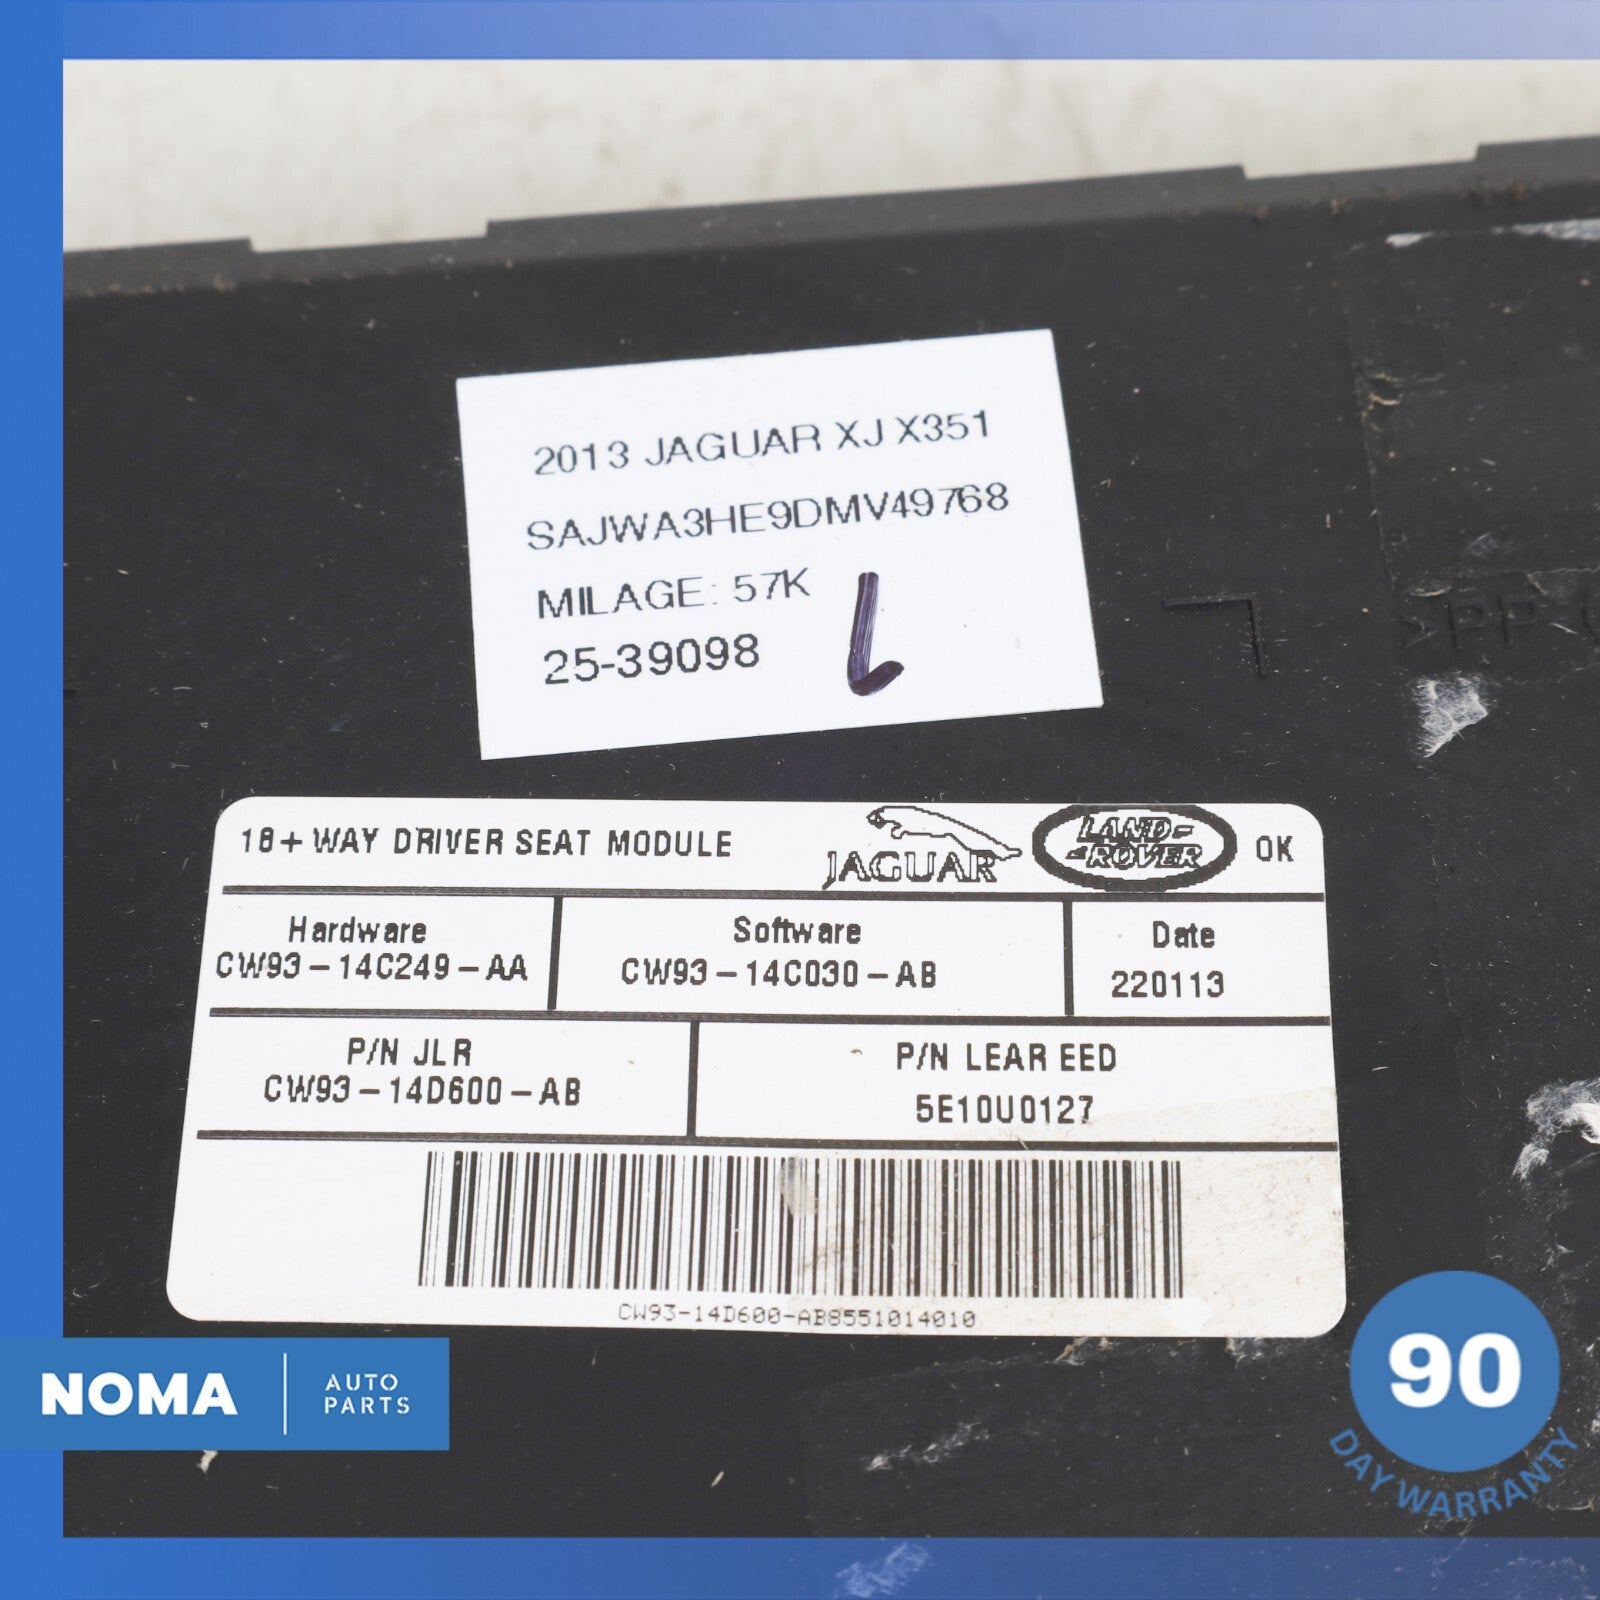 2013 JAGUAR XJ X351
SAJWA3HE9DMV49768
MILAGE: 57K
25-39098
L
>PP-
18+ WAY DRIVER SEAT MODULE
JAGUAR
LAND-
-ROVER
OK
Hardware
CW93-14C249-AA
Software
CW93-14C030-AB
Date
220113
P/N JLR
CW93-14D600-AB
P/N LEAR EED
5E10U0127
CW93-14D600-AB8551014010
NOMA
AUTO
PARTS
90
DAY WARRANTY